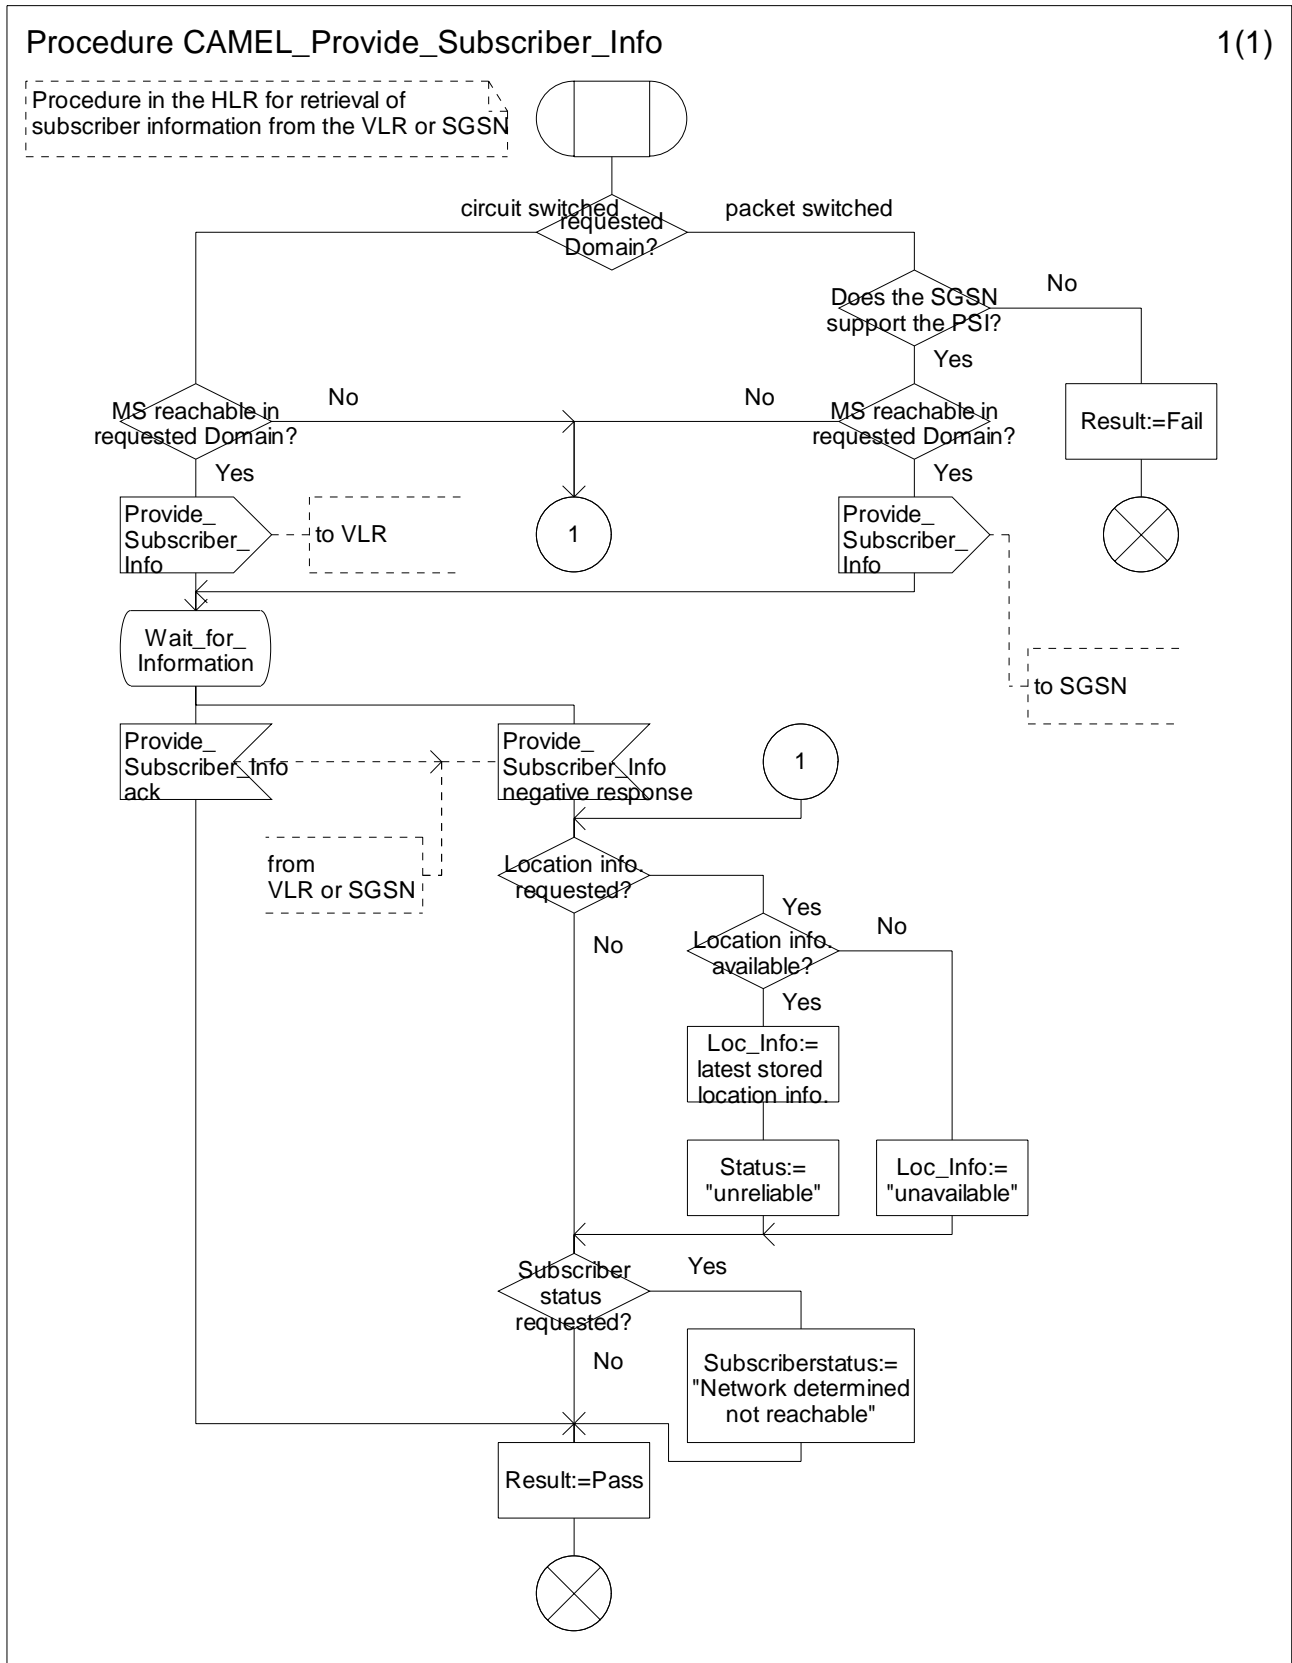 Procedure CAMEL_Provide_Subscriber_Info
1(1)
Procedure in the HLR for retrieval of
subscriber information from the VLR or SGSN
circuit switched
packet switched
requested
Domain?
Does the SGSN
support the PSI?
No
Yes
MS reachable in
requested Domain?
No
No
MS reachable in
requested Domain?
Result:=Fail
Yes
Yes
Provide_
Subscriber_
Info
to VLR
1
Provide_
Subscriber_
Info
Wait_for_
Information
to SGSN
Provide_
Subscriber_Info
ack
Provide_
Subscriber_Info
negative response
1
from
VLR or SGSN
Location info.
requested?
Yes
No
Location info.
available?
No
Yes
Loc_Info:=
latest stored
location info.
Status:=
"unreliable"
Loc_Info:=
"unavailable"
Subscriber
status
requested?
Yes
No
Subscriberstatus:=
"Network determined
not reachable"
Result:=Pass